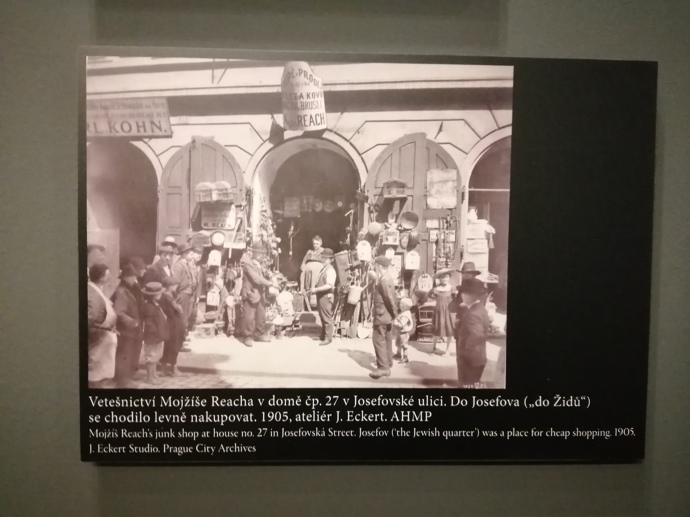 L. KOHN.
REACH
Vetešnictví Mojžíše Reacha v domě čp. 27 v Josefovské ulici. Do Josefova („do Židů“)
se chodilo levně nakupovat. 1905, ateliér J. Eckert. AHMP
Mojžíš Reach's junk shop at house no. 27 in Josefovská Street. Josefov (‘the Jewish quarter’) was a place for cheap shopping. 1905,
J. Eckert Studio. Prague City Archives